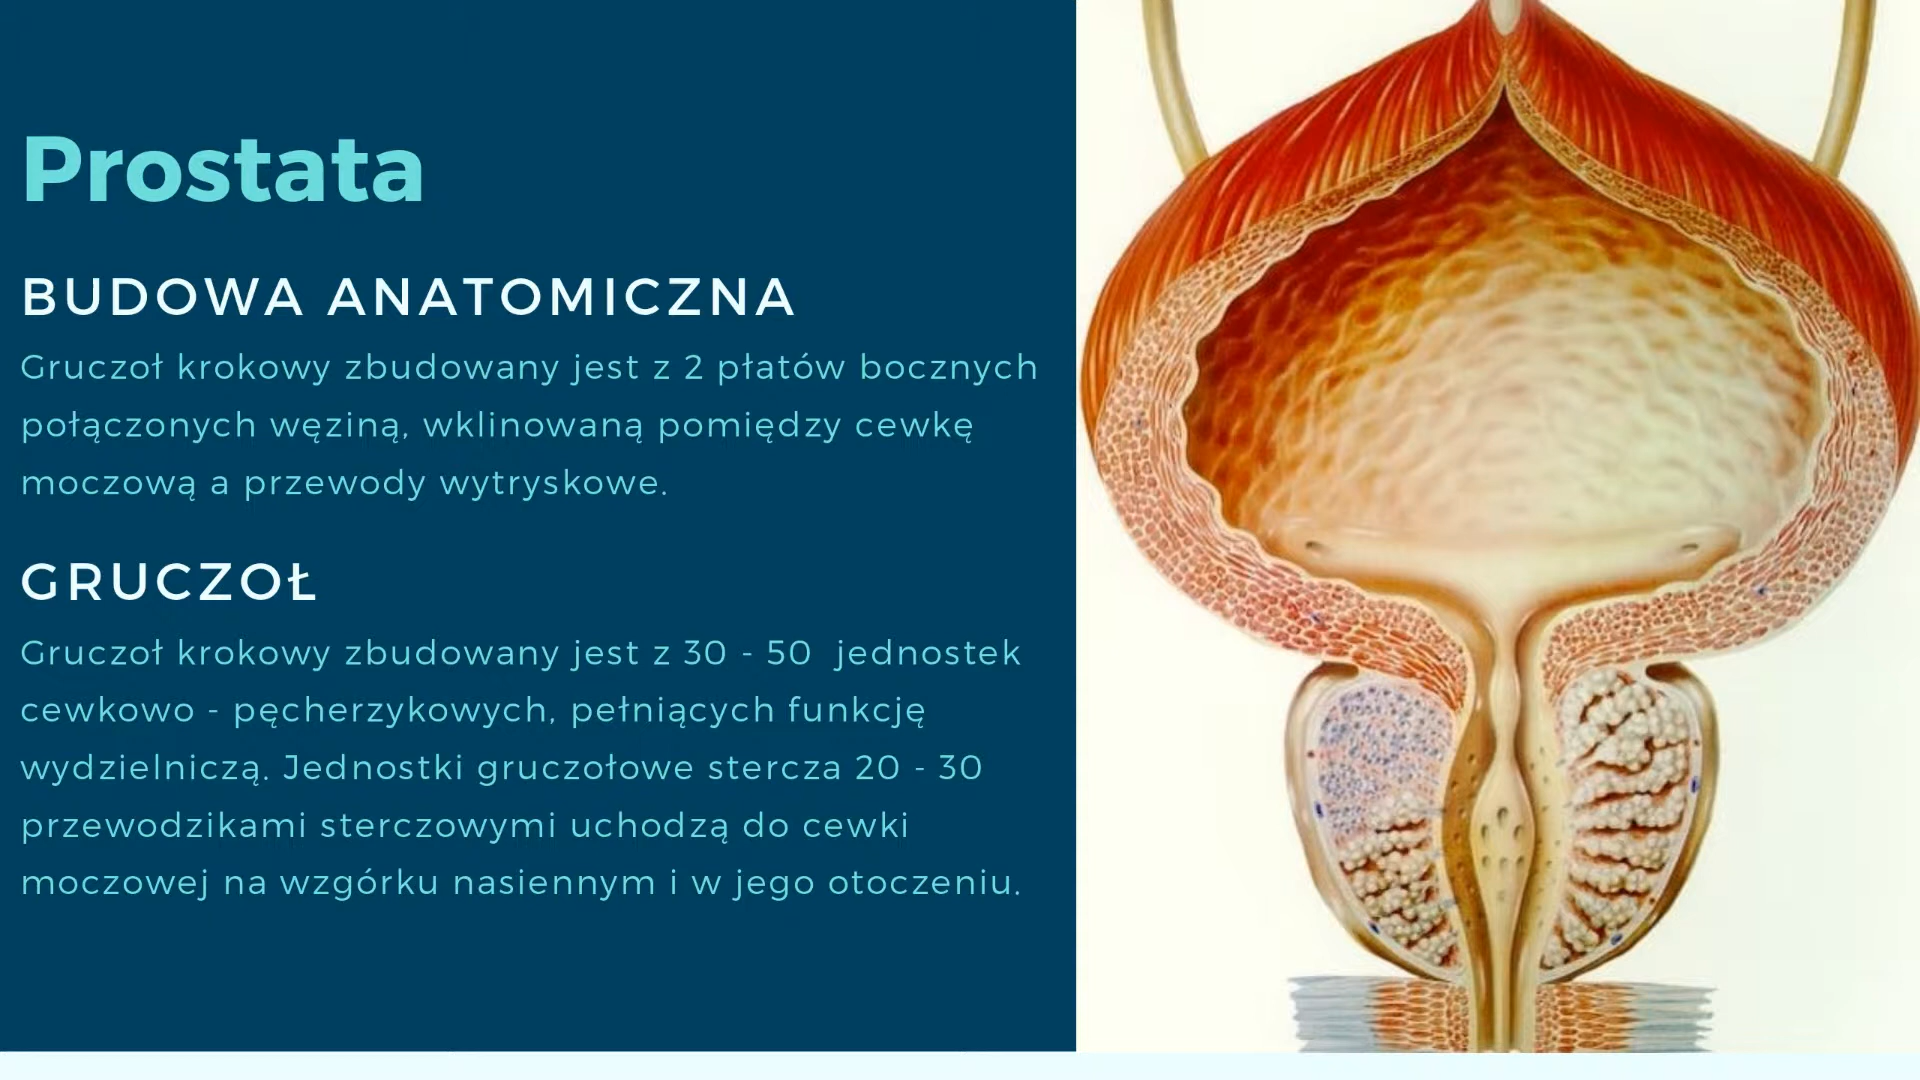 Prostata
BUDOWA ANATOMICZNA
Gruczoł krokowy zbudowany jest z 2 płatów bocznych
połączonych węziną, wklinowaną pomiędzy cewkę
moczową a przewody wytryskowe.
GRUCZOŁ
Gruczoł krokowy zbudowany jest z 30 - 50 jednostek
cewkowo - pęcherzykowych, pełniących funkcję
wydzielniczą. Jednostki gruczołowe stercza 20 - 30
przewodzikami sterczowymi uchodzą do cewki
moczowej na wzgórku nasiennym i w jego otoczeniu.